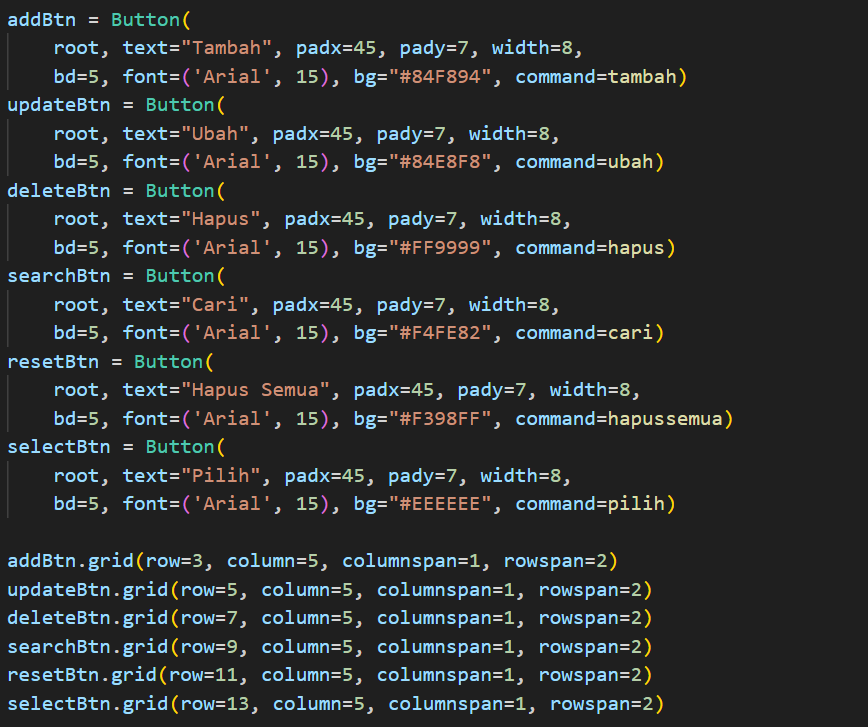 addBtn = Button(
    root, text="Tambah", padx=45, pady=7, width=8,
    bd=5, font=('Arial', 15), bg="#84F894", command=tambah)
updateBtn = Button(
    root, text="Ubah", padx=45, pady=7, width=8,
    bd=5, font=('Arial', 15), bg="#84E8F8", command=ubah)
deleteBtn = Button(
    root, text="Hapus", padx=45, pady=7, width=8,
    bd=5, font=('Arial', 15), bg="#FF9999", command=hapus)
searchBtn = Button(
    root, text="Cari", padx=45, pady=7, width=8,
    bd=5, font=('Arial', 15), bg="#F4FE82", command=cari)
resetBtn = Button(
    root, text="Hapus Semua", padx=45, pady=7, width=8,
    bd=5, font=('Arial', 15), bg="#F398FF", command=hapussemua)
selectBtn = Button(
    root, text="Pilih", padx=45, pady=7, width=8,
    bd=5, font=('Arial', 15), bg="#EEEEEE", command=pilih)

addBtn.grid(row=3, column=5, columnspan=1, rowspan=2)
updateBtn.grid(row=5, column=5, columnspan=1, rowspan=2)
deleteBtn.grid(row=7, column=5, columnspan=1, rowspan=2)
searchBtn.grid(row=9, column=5, columnspan=1, rowspan=2)
resetBtn.grid(row=11, column=5, columnspan=1, rowspan=2)
selectBtn.grid(row=13, column=5, columnspan=1, rowspan=2)